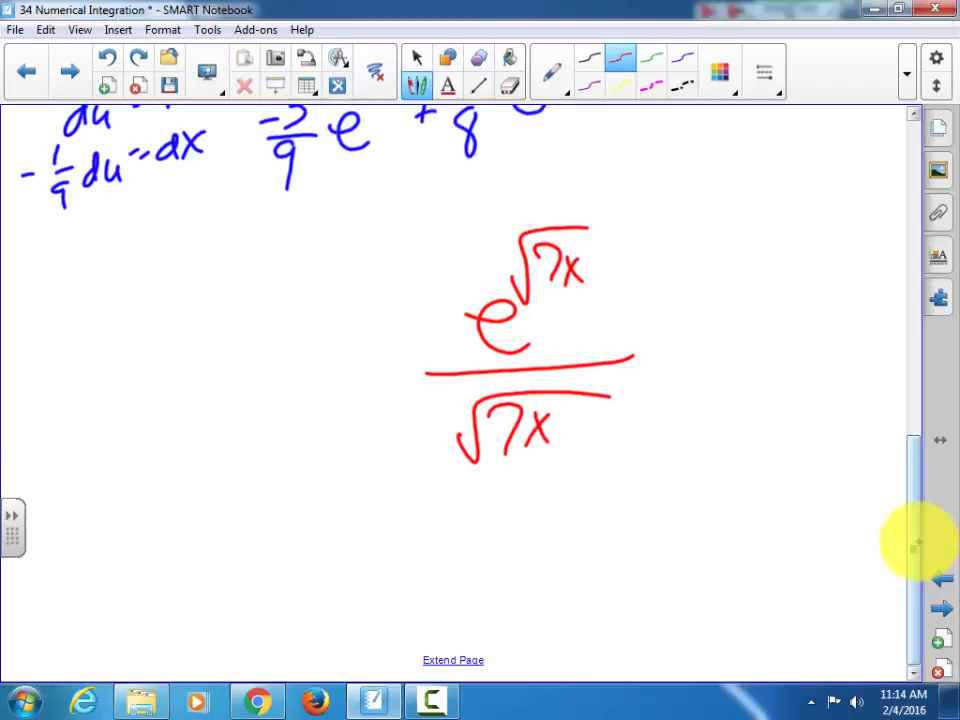 34 Numerical Integration * - SMART Notebook
File Edit View Insert Format Tools Add-ons Help
du
-1/9 du = dx
9 e + 8
e^√7x
√7x
Extend Page
11:14 AM
2/4/2016